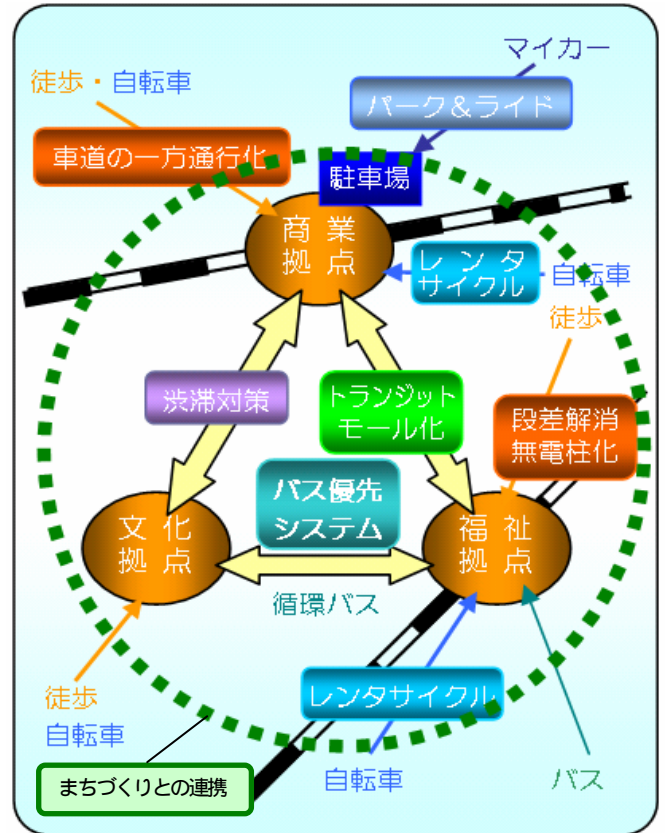 マイカー
徒歩・自転車
パーク＆ライド
車道の一方通行化
駐車場
商業
拠点
レンタ
サイクル
自転車
徒歩
渋滞対策
トランジット
モール化
段差解消
無電柱化
バス優先
システム
文化
拠点
福祉
拠点
循環バス
徒歩
自転車
レンタサイクル
まちづくりとの連携
自転車
バス